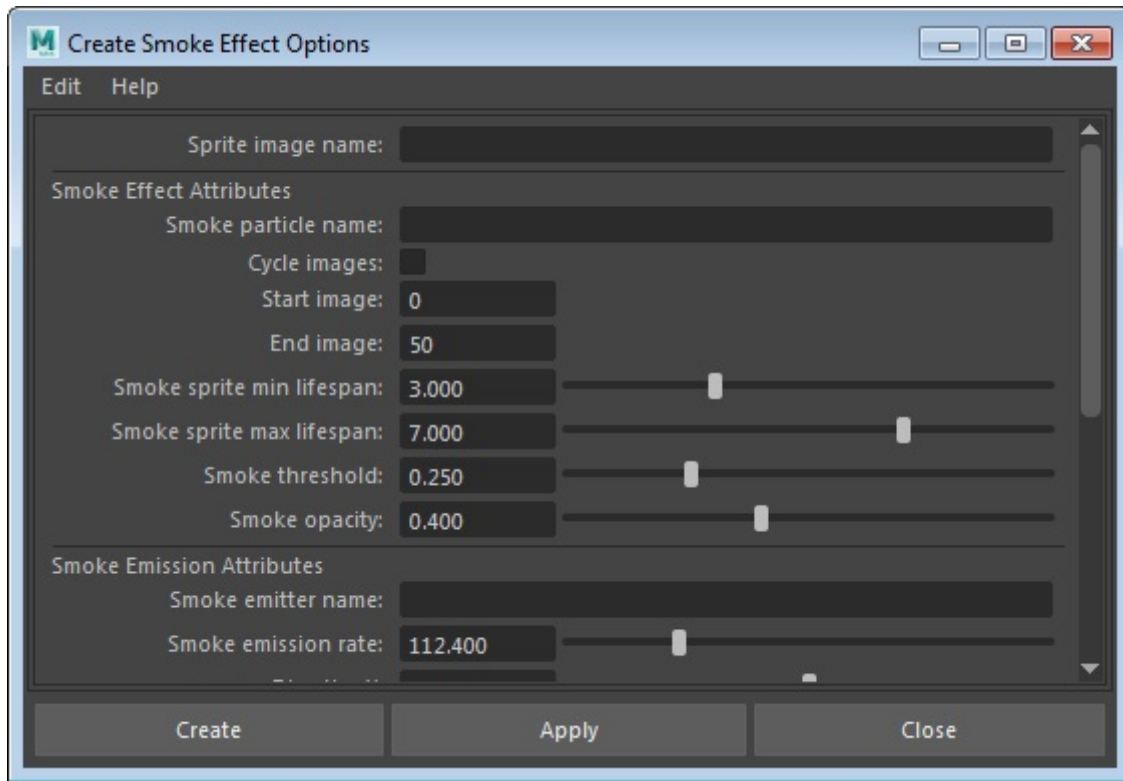 Create Smoke Effect Options
Edit Help
Sprite image name:
Smoke Effect Attributes
Smoke particle name:
Cycle images:
Start image: 0
End image: 50
Smoke sprite min lifespan: 3.000
Smoke sprite max lifespan: 7.000
Smoke threshold: 0.250
Smoke opacity: 0.400
Smoke Emission Attributes
Smoke emitter name:
Smoke emission rate: 112.400
Create Apply Close